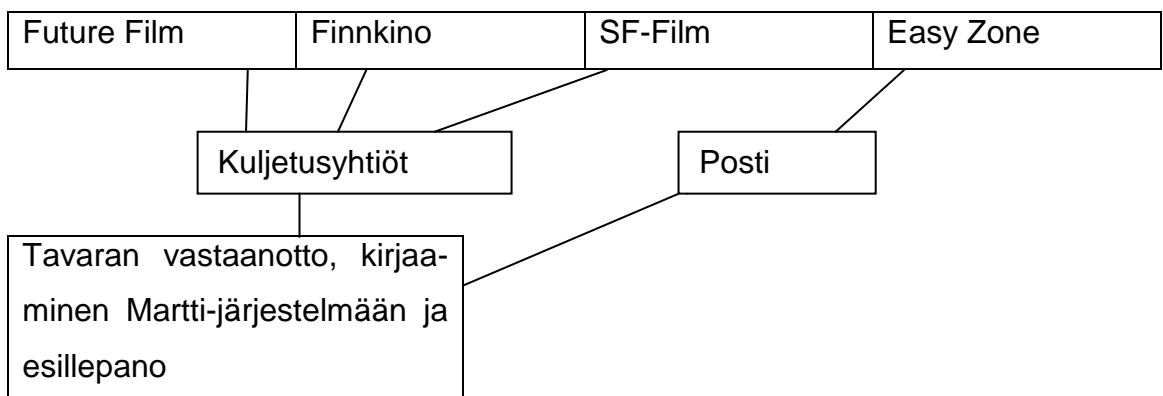 Future Film Finnkino SF-Film Easy Zone
Kuljetusyhtiöt Posti
Tavaran vastaanotto, kirjaa-
minen Martti-järjestelmään ja
esillepano